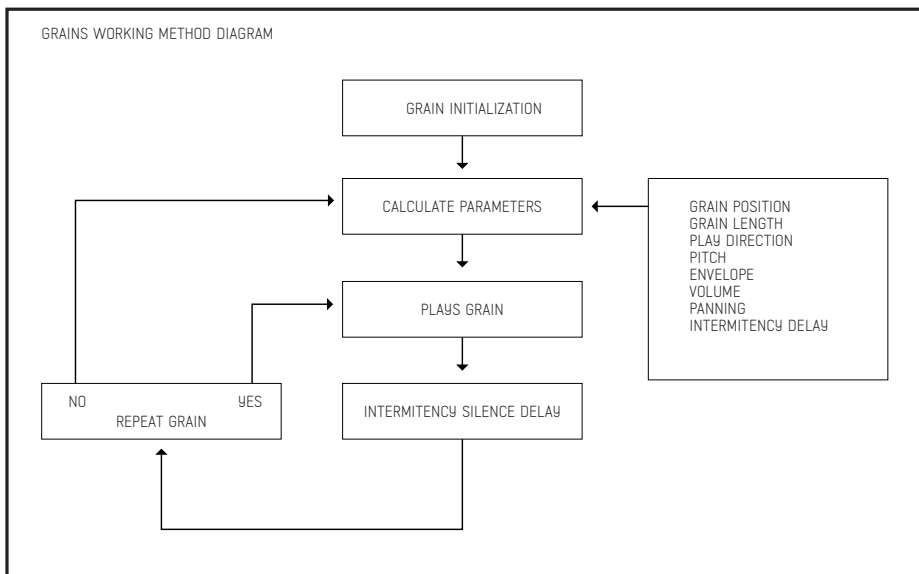 GRAINS WORKING METHOD DIAGRAM
GRAIN INITIALIZATION
CALCULATE PARAMETERS
GRAIN POSITION
GRAIN LENGTH
PLAY DIRECTION
PITCH
ENVELOPE
VOLUME
PANNING
INTERMITENCY DELAY
PLAYS GRAIN
INTERMITENCY SILENCE DELAY
NO YES
REPEAT GRAIN